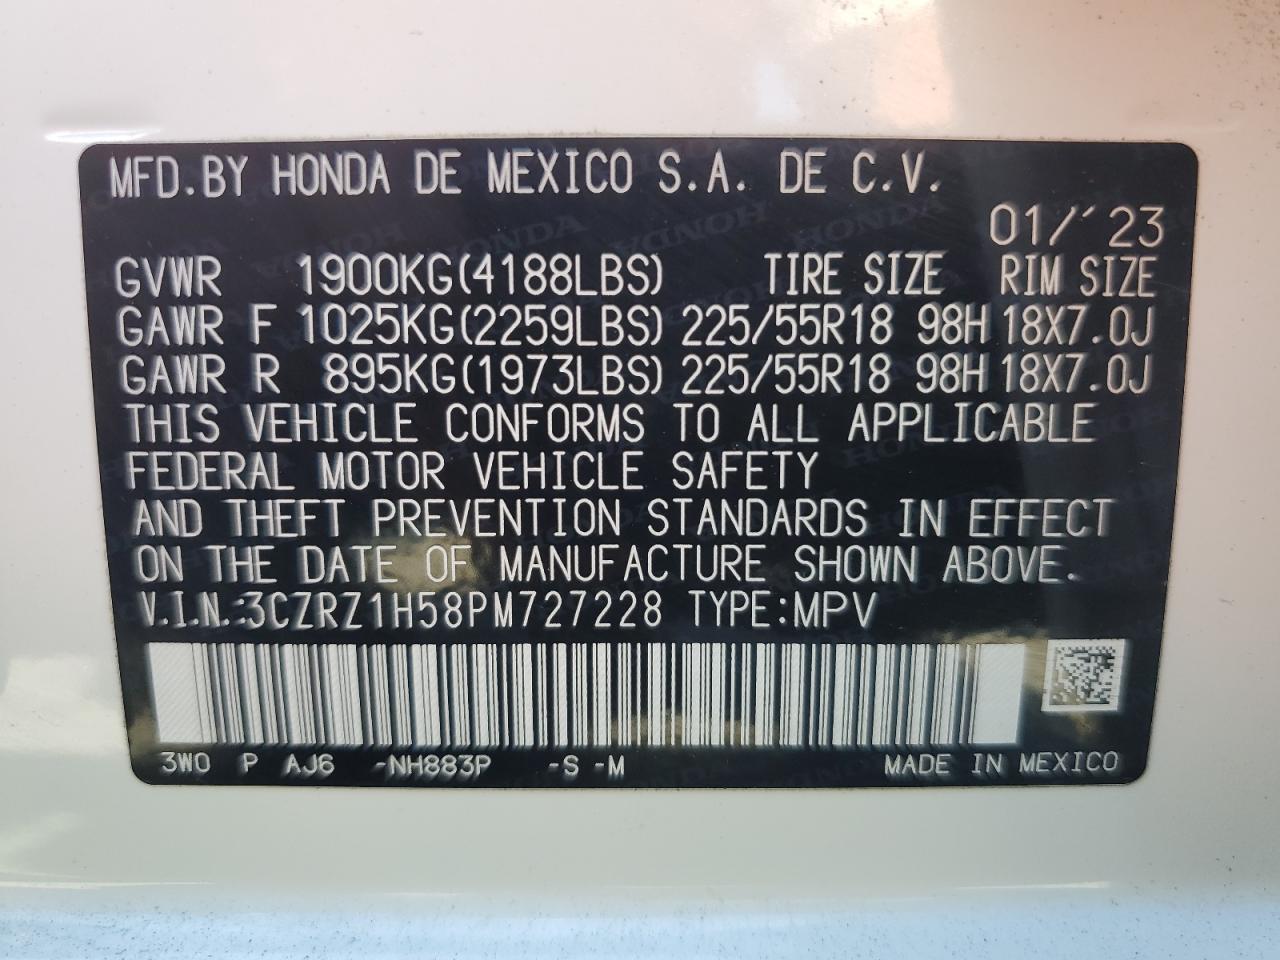 MFD.BY HONDA DE MEXICO S.A. DE C.V.
01/'23
GVWR 1900KG(4188LBS) TIRE SIZE RIM SIZE
GAWR F 1025KG(2259LBS) 225/55R18 98H 18X7.0J
GAWR R 895KG(1973LBS) 225/55R18 98H 18X7.0J
THIS VEHICLE CONFORMS TO ALL APPLICABLE
FEDERAL MOTOR VEHICLE SAFETY
AND THEFT PREVENTION STANDARDS IN EFFECT
ON THE DATE OF MANUFACTURE SHOWN ABOVE.
V.I.N.:3CZRZ1H58PM727228 TYPE:MPV
3W0 P AJ6 -NH883P -S -M MADE IN MEXICO